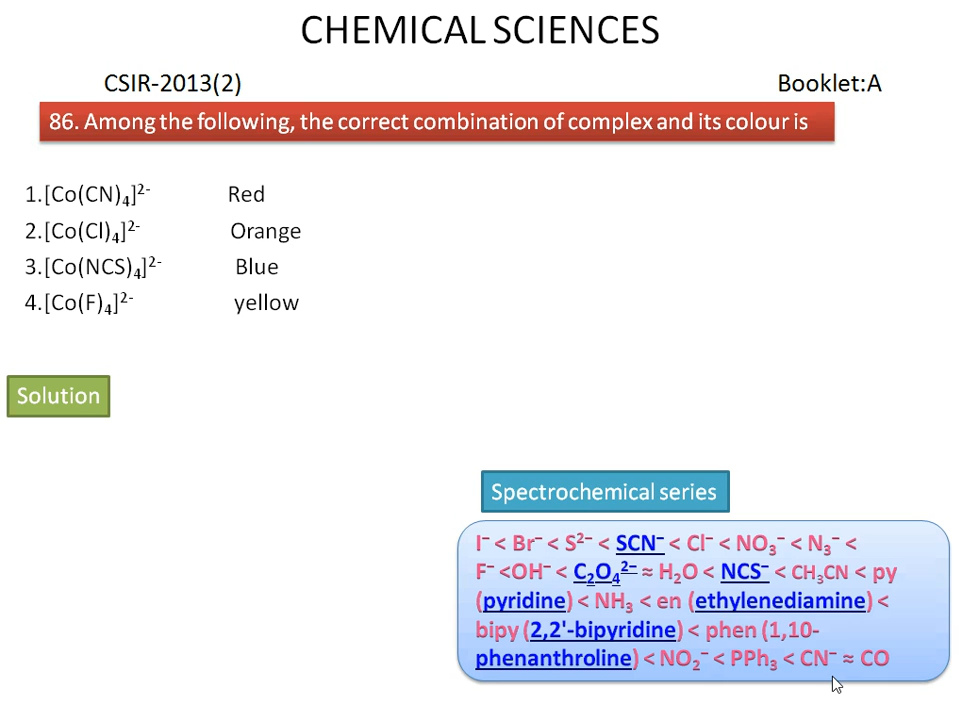 CHEMICAL SCIENCES
CSIR-2013(2) Booklet:A
86. Among the following, the correct combination of complex and its colour is
1.[Co(CN)₄]²⁻ Red
2.[Co(Cl)₄]²⁻ Orange
3.[Co(NCS)₄]²⁻ Blue
4.[Co(F)₄]²⁻ yellow
Solution
Spectrochemical series
I⁻ < Br⁻ < S²⁻ < SCN⁻ < Cl⁻ < NO₃⁻ < N₃⁻ <
F⁻ <OH⁻ < C₂O₄²⁻ ≈ H₂O < NCS⁻ < CH₃CN < py
(pyridine) < NH₃ < en (ethylenediamine) <
bipy (2,2'-bipyridine) < phen (1,10-
phenanthroline) < NO₂⁻ < PPh₃ < CN⁻ ≈ CO